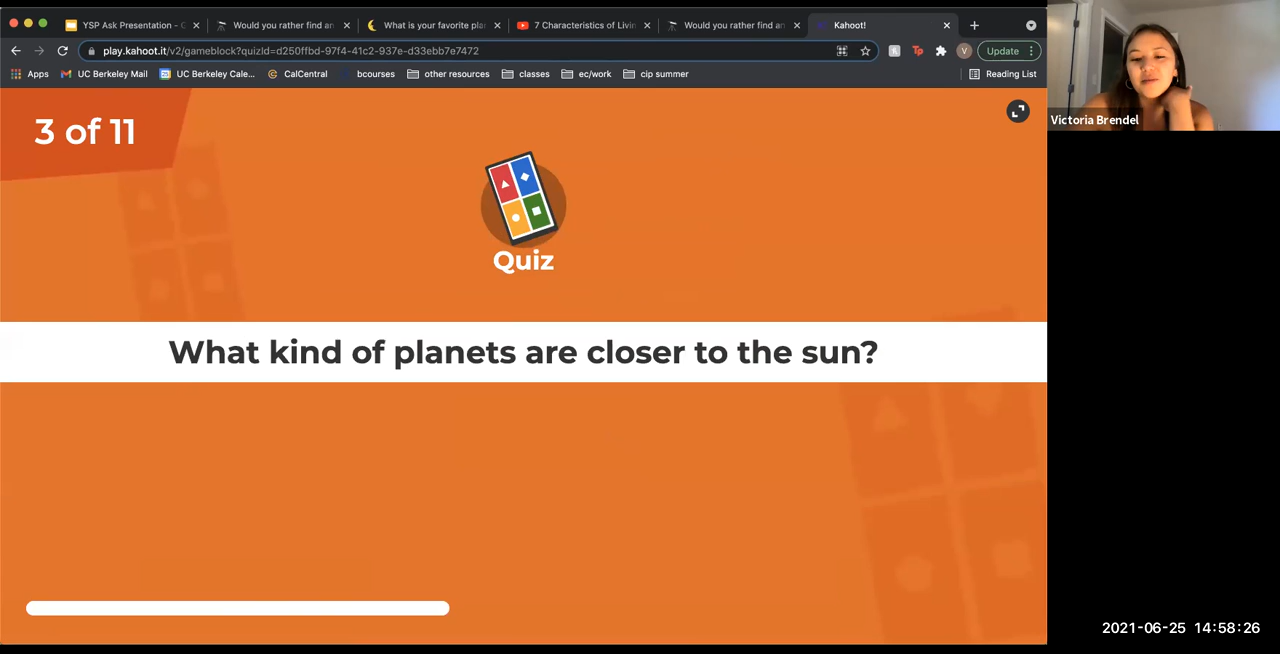 YSP Ask Presentation - G
Would you rather find an
What is your favorite pla
7 Characteristics of Livin
Would you rather find an
Kahoot!
play.kahoot.it/v2/gameblock?quizId=d250ffbd-97f4-41c2-937e-d33ebb7e7472
V
Update
Apps
UC Berkeley Mail
UC Berkeley Cale...
CalCentral
bcourses
other resources
classes
ec/work
cip summer
Reading List
3 of 11
Victoria Brendel
Quiz
What kind of planets are closer to the sun?
2021-06-25 14:58:26